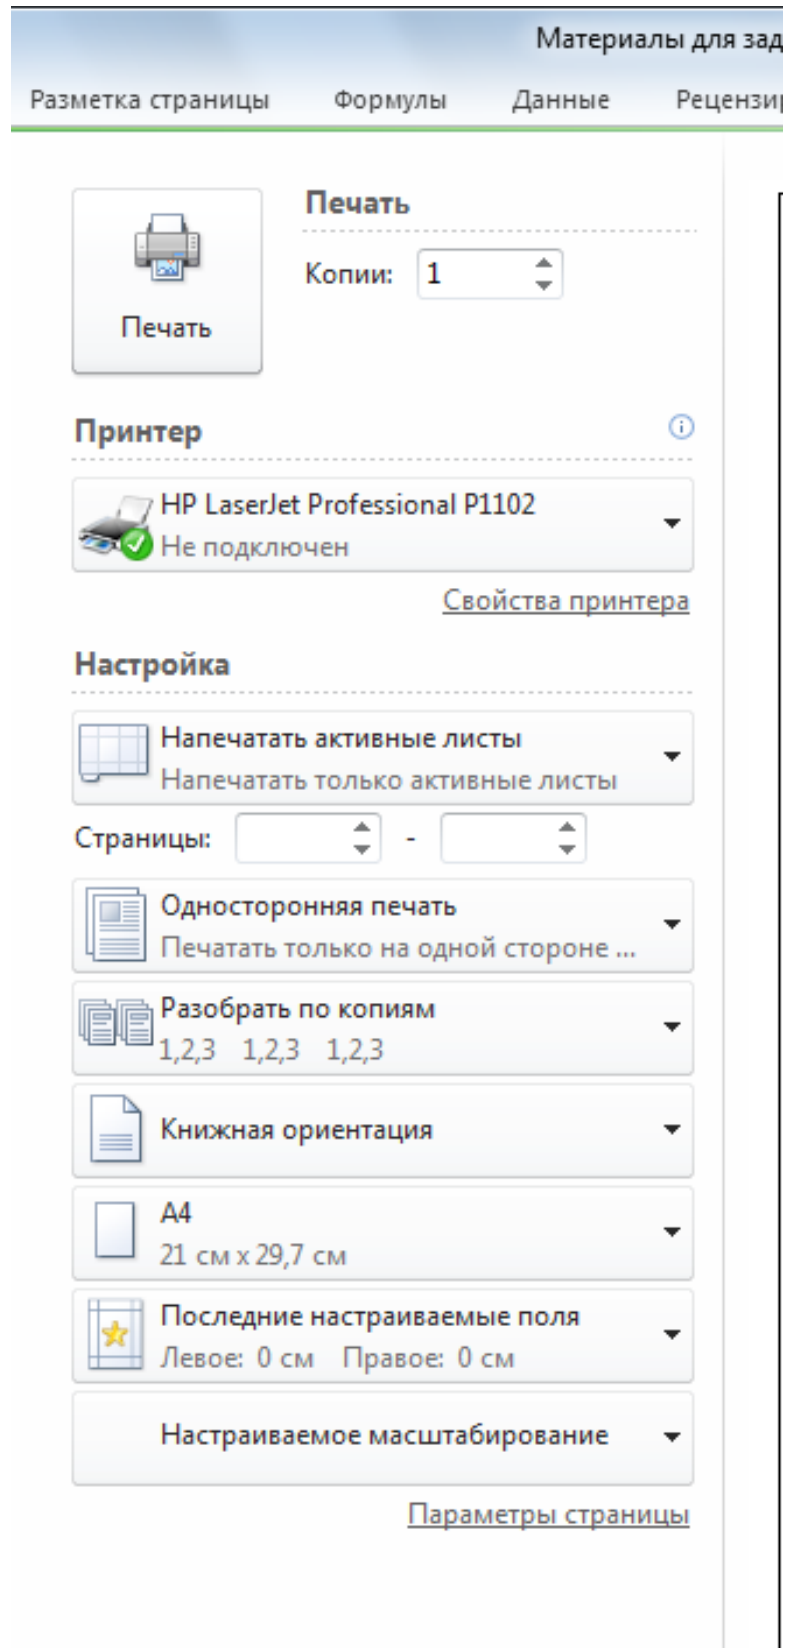 Материалы для зад
Разметка страницы Формулы Данные Рецензир
Печать
Копии: 1
Печать
Принтер
HP LaserJet Professional P1102
Не подключен
Свойства принтера
Настройка
Напечатать активные листы
Напечатать только активные листы
Страницы: -
Односторонняя печать
Печатать только на одной стороне ...
Разобрать по копиям
1,2,3 1,2,3 1,2,3
Книжная ориентация
A4
21 см x 29,7 см
Последние настраиваемые поля
Левое: 0 см Правое: 0 см
Настраиваемое масштабирование
Параметры страницы